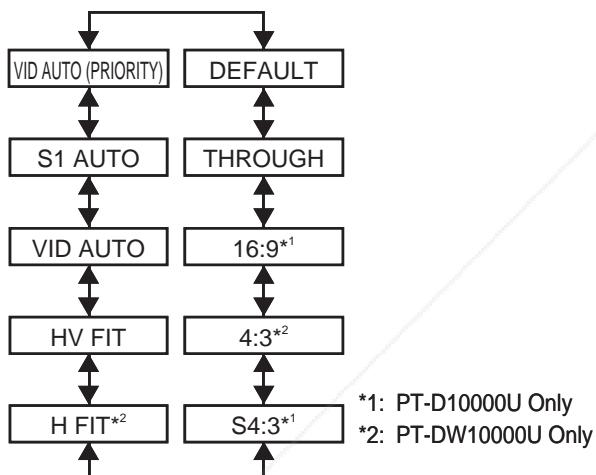 VID AUTO (PRIORITY) DEFAULT
S1 AUTO THROUGH
VID AUTO 16:9*1
HV FIT 4:3*2
H FIT*2 S4:3*1
*1: PT-D10000U Only
*2: PT-DW10000U Only